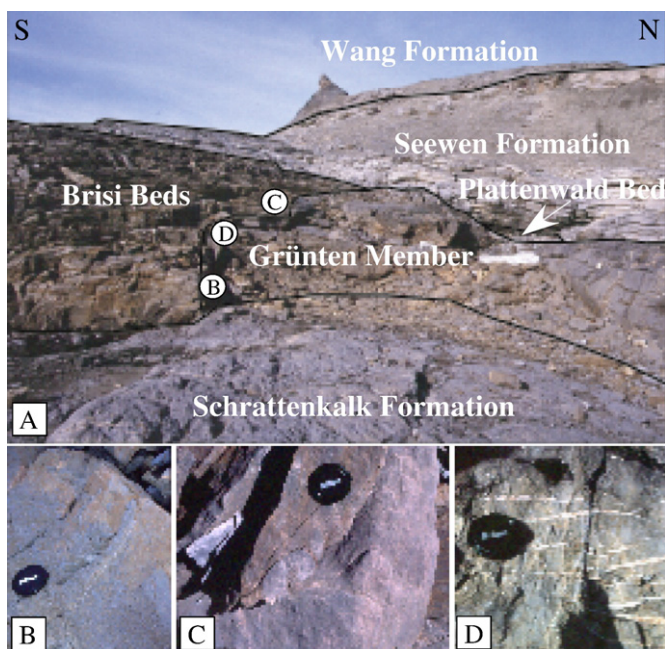 S
N
Wang Formation
Seewen Formation
Plattenwald Bed
Brisi Beds
C
D
Grünten Member
B
Schrattenkalk Formation
A
B
C
D